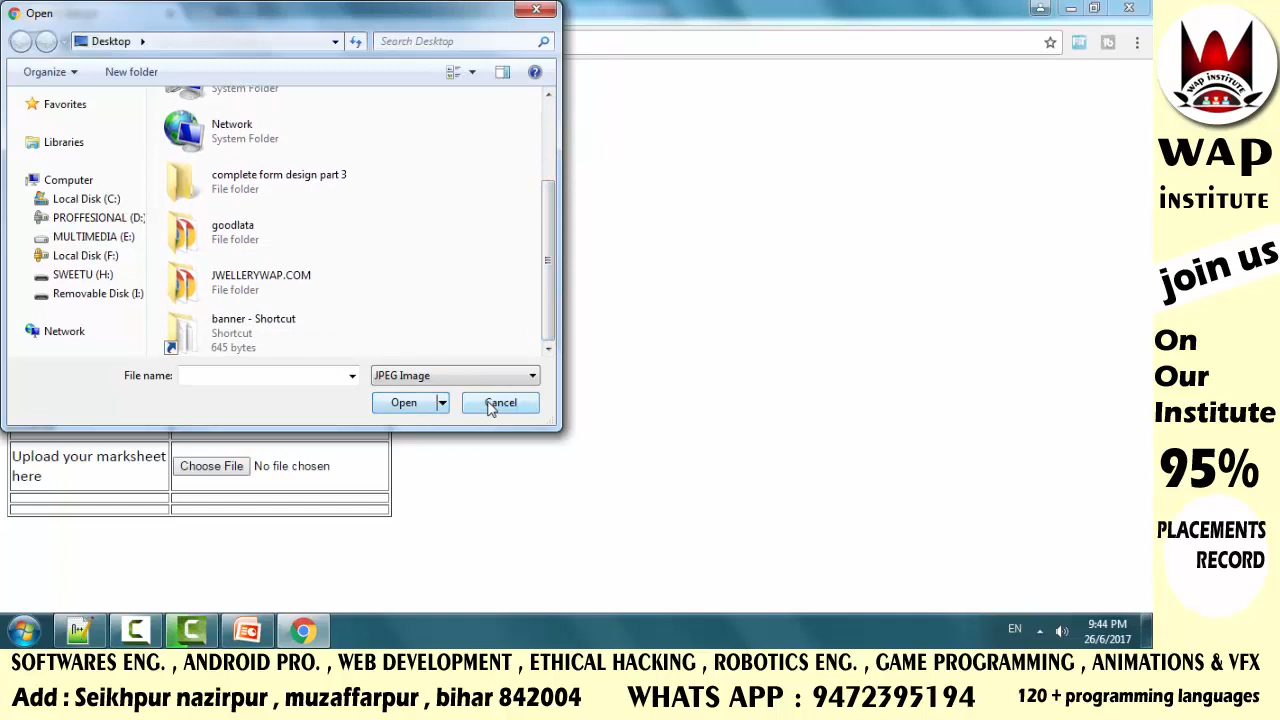 Open
Desktop
Search Desktop
Organize
New folder
Favorites
Libraries
Computer
Local Disk (C:)
PROFFESIONAL (D:
MULTIMEDIA (E:)
Local Disk (F:)
SWEETU (H:)
Removable Disk (I:)
Network
System Folder
Network
System Folder
complete form design part 3
File folder
goodlata
File folder
JWELLERYWAP.COM
File folder
banner - Shortcut
Shortcut
645 bytes
File name:
JPEG Image
Open
Cancel
Upload your marksheet
here
Choose File No file chosen
EN
9:44 PM
26/6/2017
wap institute
wap
institute
join us
On
Our
Institute
95%
PLACEMENTS
RECORD
SOFTWARES ENG. , ANDROID PRO. , WEB DEVELOPMENT , ETHICAL HACKING , ROBOTICS ENG. , GAME PROGRAMMING , ANIMATIONS & VFX
Add : Seikhpur nazirpur , muzaffarpur , bihar 842004
WHATS APP : 9472395194
120 + programming languages